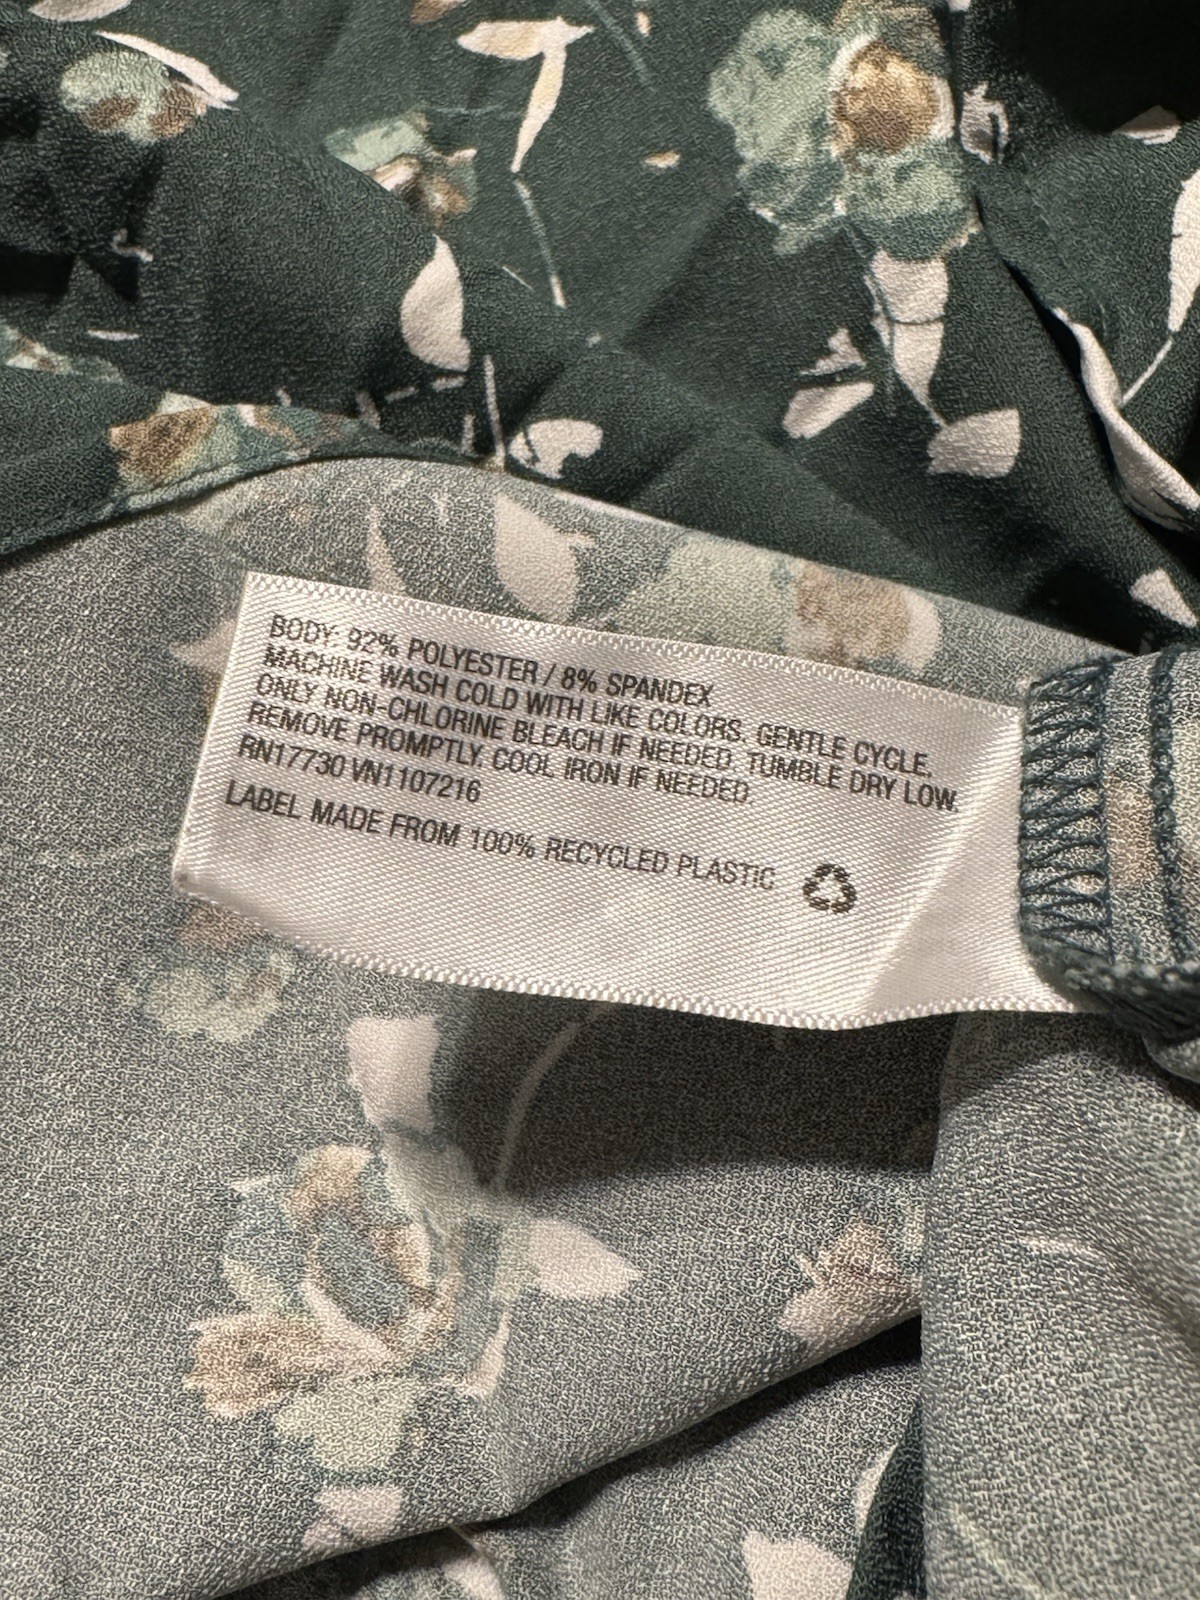 BODY: 92% POLYESTER / 8% SPANDEX
MACHINE WASH COLD WITH LIKE COLORS. GENTLE CYCLE.
ONLY NON-CHLORINE BLEACH IF NEEDED. TUMBLE DRY LOW.
REMOVE PROMPTLY. COOL IRON IF NEEDED.
RN17730 VN1107216
LABEL MADE FROM 100% RECYCLED PLASTIC